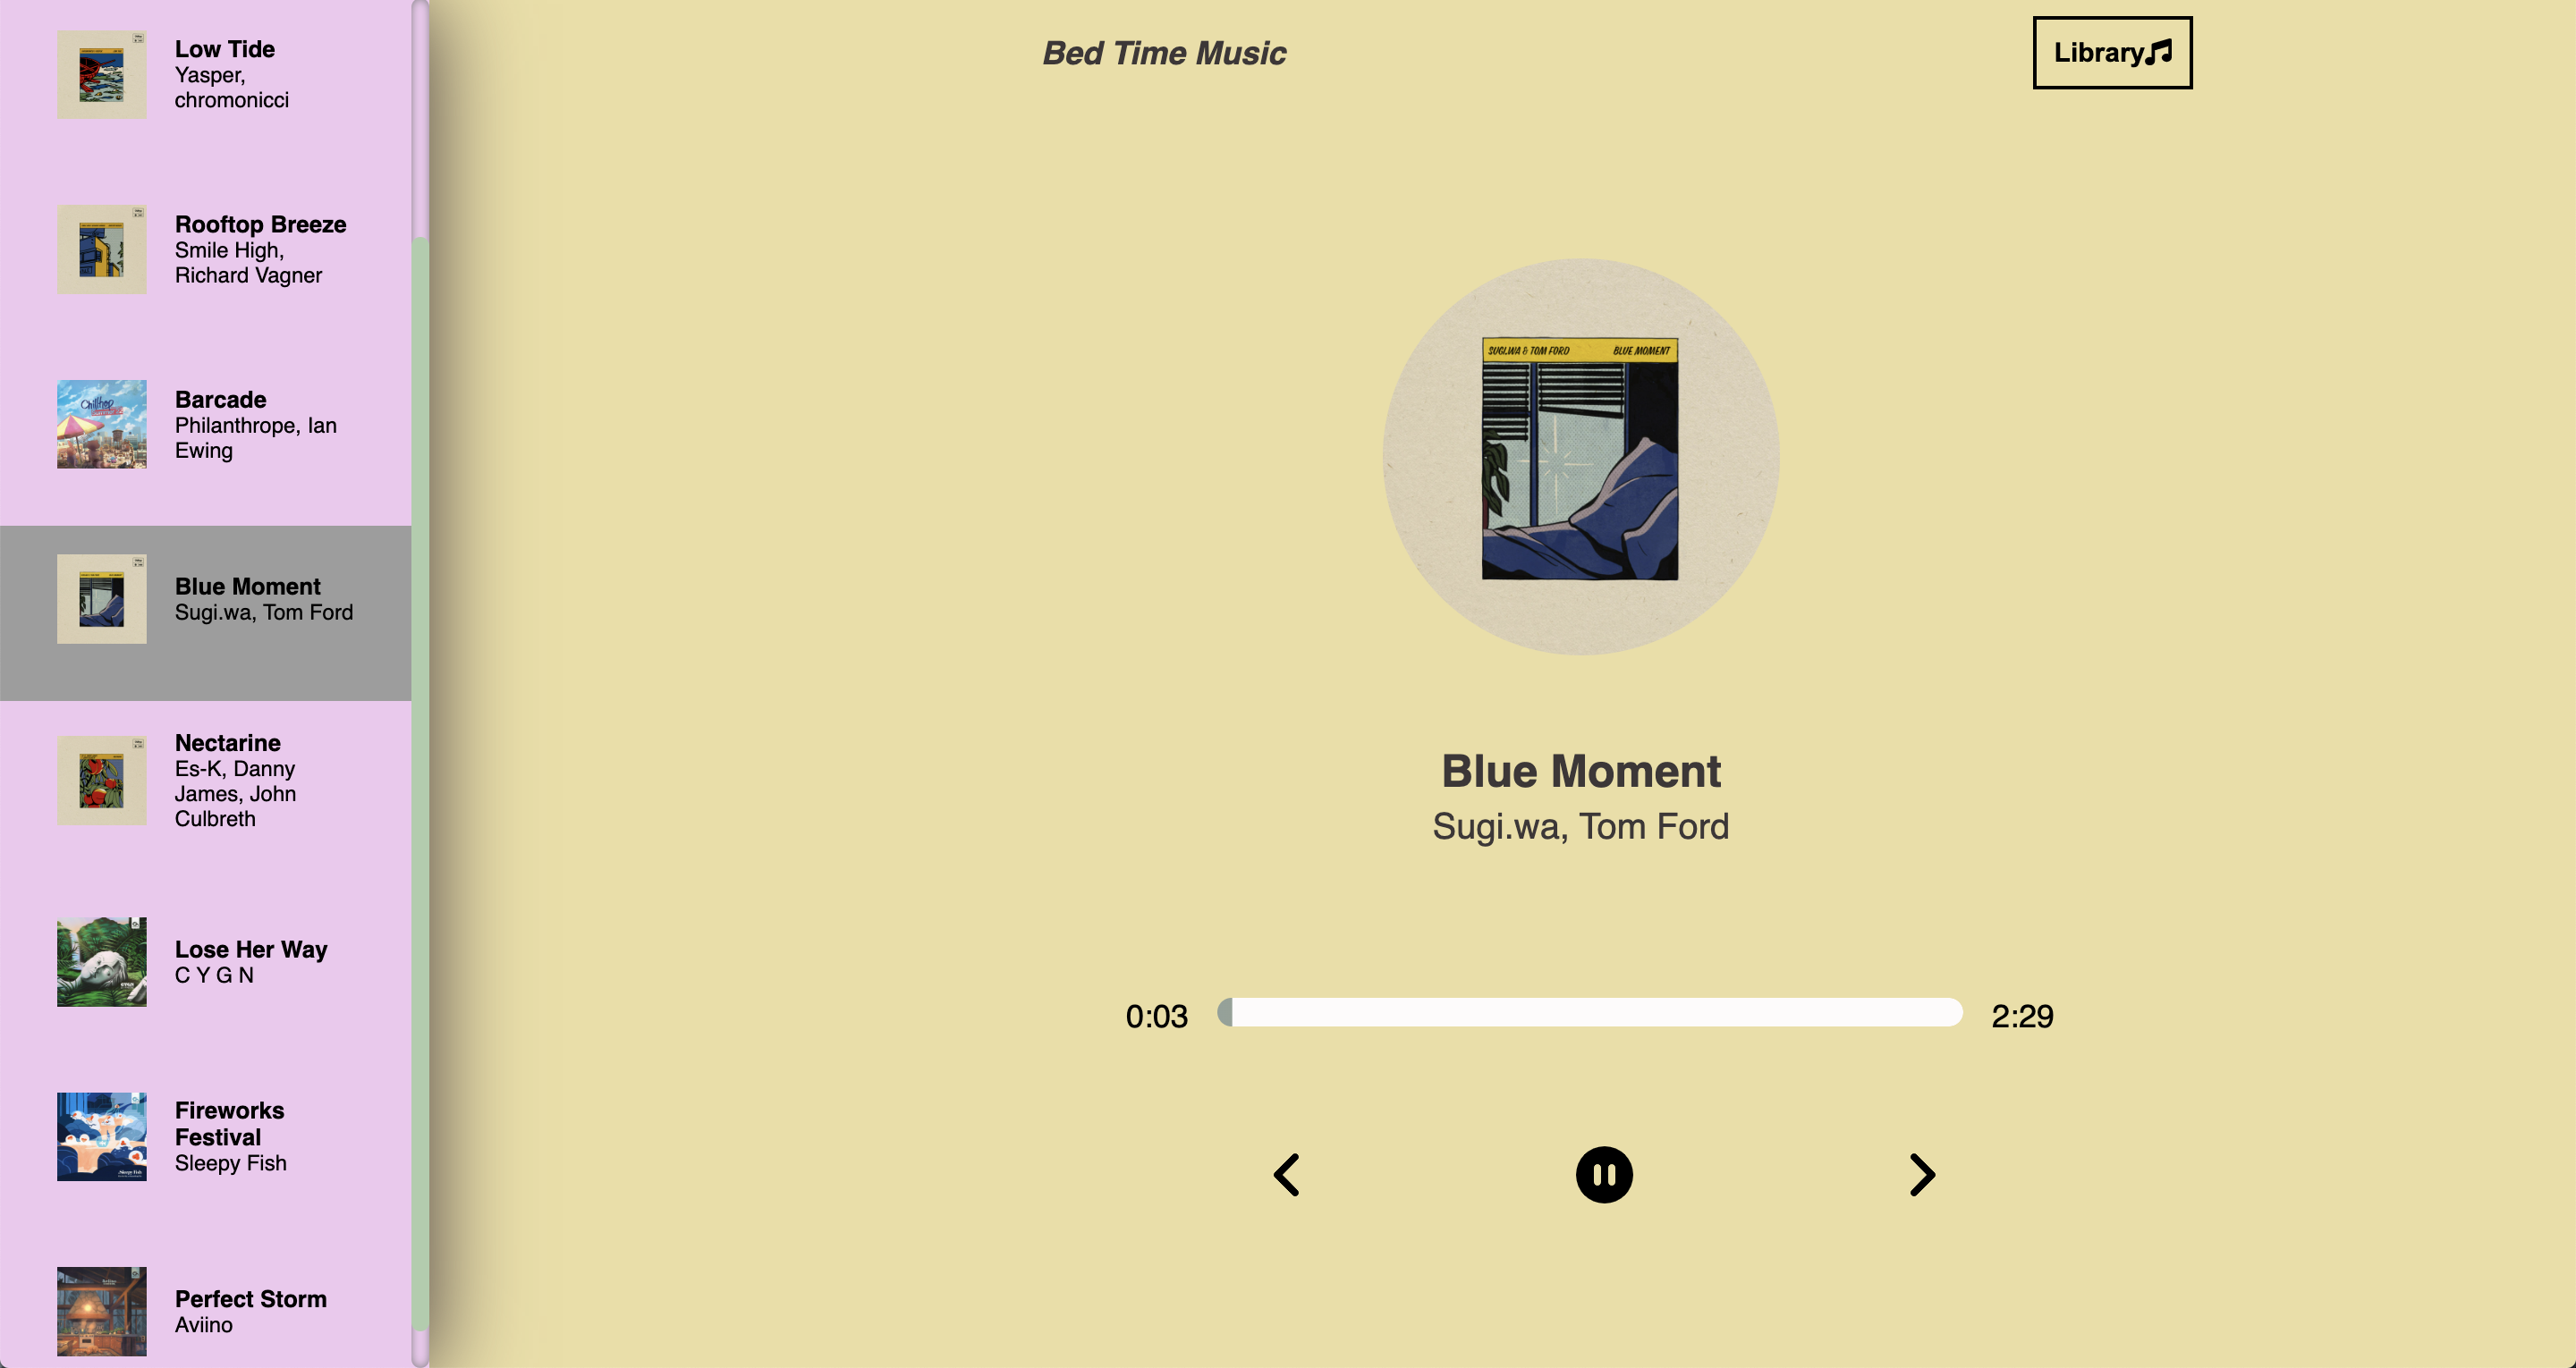 Low Tide
Yasper,
chromonicci
Rooftop Breeze
Smile High,
Richard Vagner
Chillhop
Barcade
Philanthrope, Ian
Ewing
Blue Moment
Sugi.wa, Tom Ford
Nectarine
Es-K, Danny
James, John
Culbreth
Lose Her Way
C Y G N
Fireworks
Festival
Sleepy Fish
Perfect Storm
Aviino
Bed Time Music
Library
SUGI.WA & TOM FORD
BLUE MOMENT
Blue Moment
Sugi.wa, Tom Ford
0:03
2:29